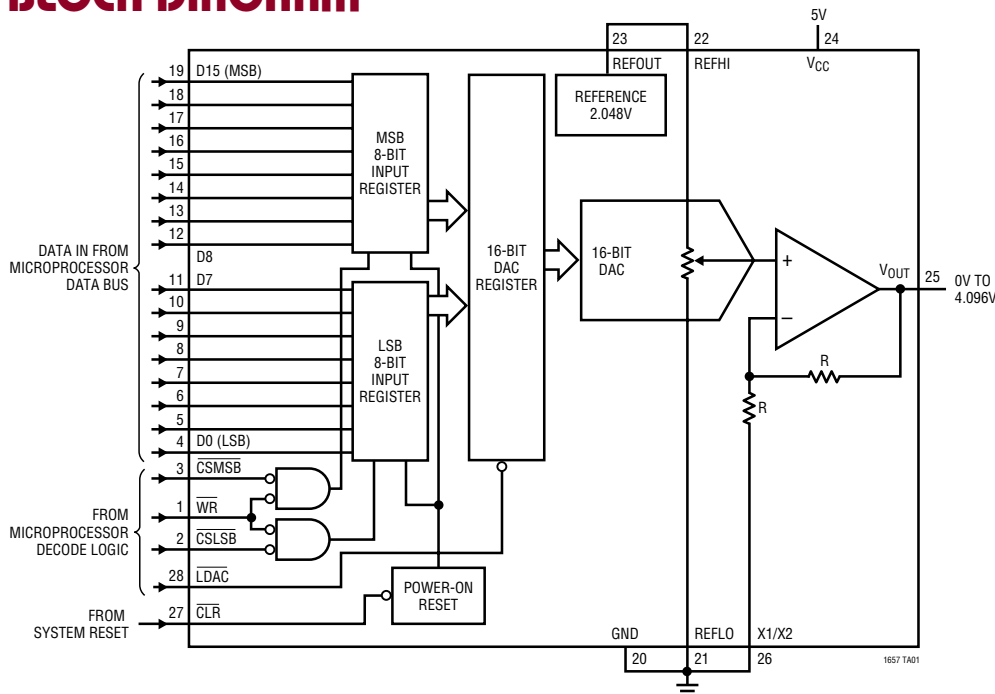 BLOCK DIAGRAM
5V
23
22
24
REFOUT
REFHI
VCC
REFERENCE
2.048V
19
D15 (MSB)
18
17
16
15
14
13
12
D8
MSB
8-BIT
INPUT
REGISTER
DATA IN FROM
MICROPROCESSOR
DATA BUS
11
D7
10
9
8
7
6
5
4
D0 (LSB)
LSB
8-BIT
INPUT
REGISTER
16-BIT
DAC
REGISTER
16-BIT
DAC
+
–
VOUT
25
0V TO
4.096V
R
R
3
CSMSB
1
WR
2
CSLSB
28
LDAC
FROM
MICROPROCESSOR
DECODE LOGIC
POWER-ON
RESET
FROM
SYSTEM RESET
27
CLR
GND
REFLO
X1/X2
20
21
26
1657 TA01